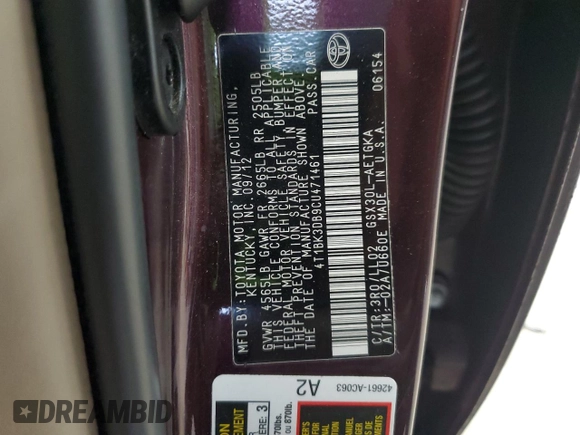 MFD.BY: TOYOTA MOTOR MANUFACTURING,
KENTUCKY, INC. 09/12
GVWR 4565LB GAWR FR 2665LB RR 2505LB
THIS VEHICLE CONFORMS TO ALL APPLICABLE
FEDERAL MOTOR VEHICLE SAFETY, BUMPER AND
THEFT PREVENTION STANDARDS IN EFFECT ON
THE DATE OF MANUFACTURE SHOWN ABOVE.
4T1BK3DB9CU471461 PASS.CAR
C/TR:3R0/LL02 GSX30L-AETGKA 06154
A/TM:-02A/U660E MADE IN U.S.A.
42661-AC063
A2
3
ou 870lb.
DREAMBID